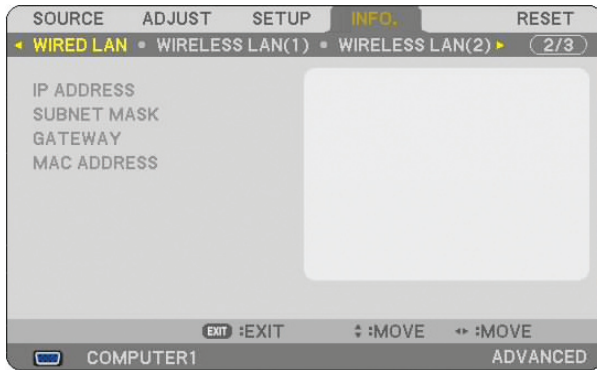 SOURCE ADJUST SETUP INFO. RESET
WIRED LAN WIRELESS LAN(1) WIRELESS LAN(2) 2/3
IP ADDRESS
SUBNET MASK
GATEWAY
MAC ADDRESS
EXIT :EXIT :MOVE :MOVE
COMPUTER1 ADVANCED